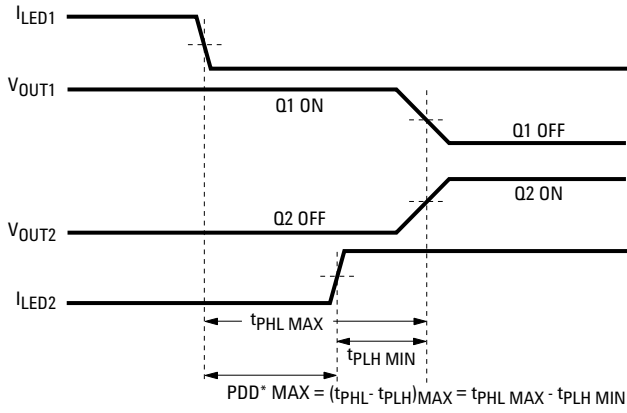 ILED1
VOUT1
Q1 ON
Q1 OFF
Q2 ON
Q2 OFF
VOUT2
ILED2
tPHL MAX
tPLH MIN
PDD* MAX = (tPHL- tPLH)MAX = tPHL MAX - tPLH MIN